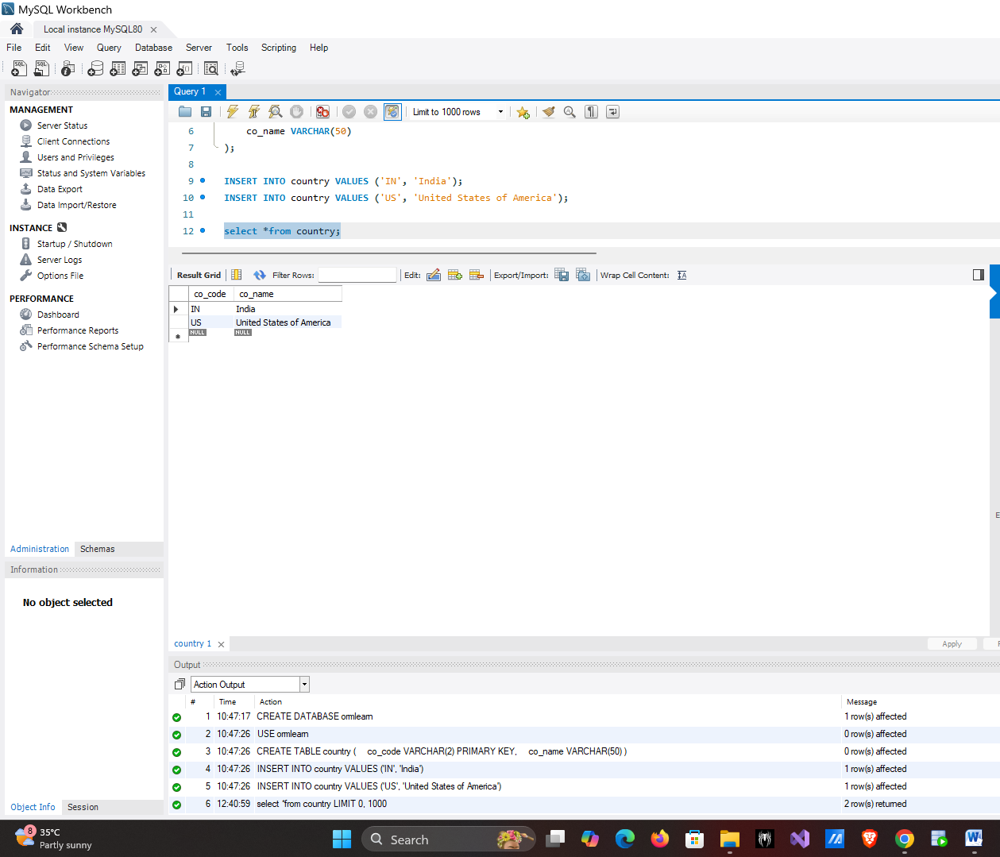 MySQL Workbench
Local instance MySQL80
File Edit View Query Database Server Tools Scripting Help
Navigator
MANAGEMENT
Server Status
Client Connections
Users and Privileges
Status and System Variables
Data Export
Data Import/Restore
INSTANCE
Startup / Shutdown
Server Logs
Options File
PERFORMANCE
Dashboard
Performance Reports
Performance Schema Setup
Administration Schemas
Information
No object selected
Object Info Session
Query 1
Limit to 1000 rows
6 co_name VARCHAR(50)
7 );
8
9 INSERT INTO country VALUES ('IN', 'India');
10 INSERT INTO country VALUES ('US', 'United States of America');
11
12 select *from country;
Result Grid Filter Rows: Edit: Export/Import: Wrap Cell Content:
co_code co_name
IN India
US United States of America
NULL NULL
country 1 Apply
Output
Action Output
# Time Action Message
1 10:47:17 CREATE DATABASE ormlearn 1 row(s) affected
2 10:47:26 USE ormlearn 0 row(s) affected
3 10:47:26 CREATE TABLE country ( co_code VARCHAR(2) PRIMARY KEY, co_name VARCHAR(50) ) 0 row(s) affected
4 10:47:26 INSERT INTO country VALUES ('IN', 'India') 1 row(s) affected
5 10:47:26 INSERT INTO country VALUES ('US', 'United States of America') 1 row(s) affected
6 12:40:59 select *from country LIMIT 0, 1000 2 row(s) returned
8
35°C
Partly sunny
Search